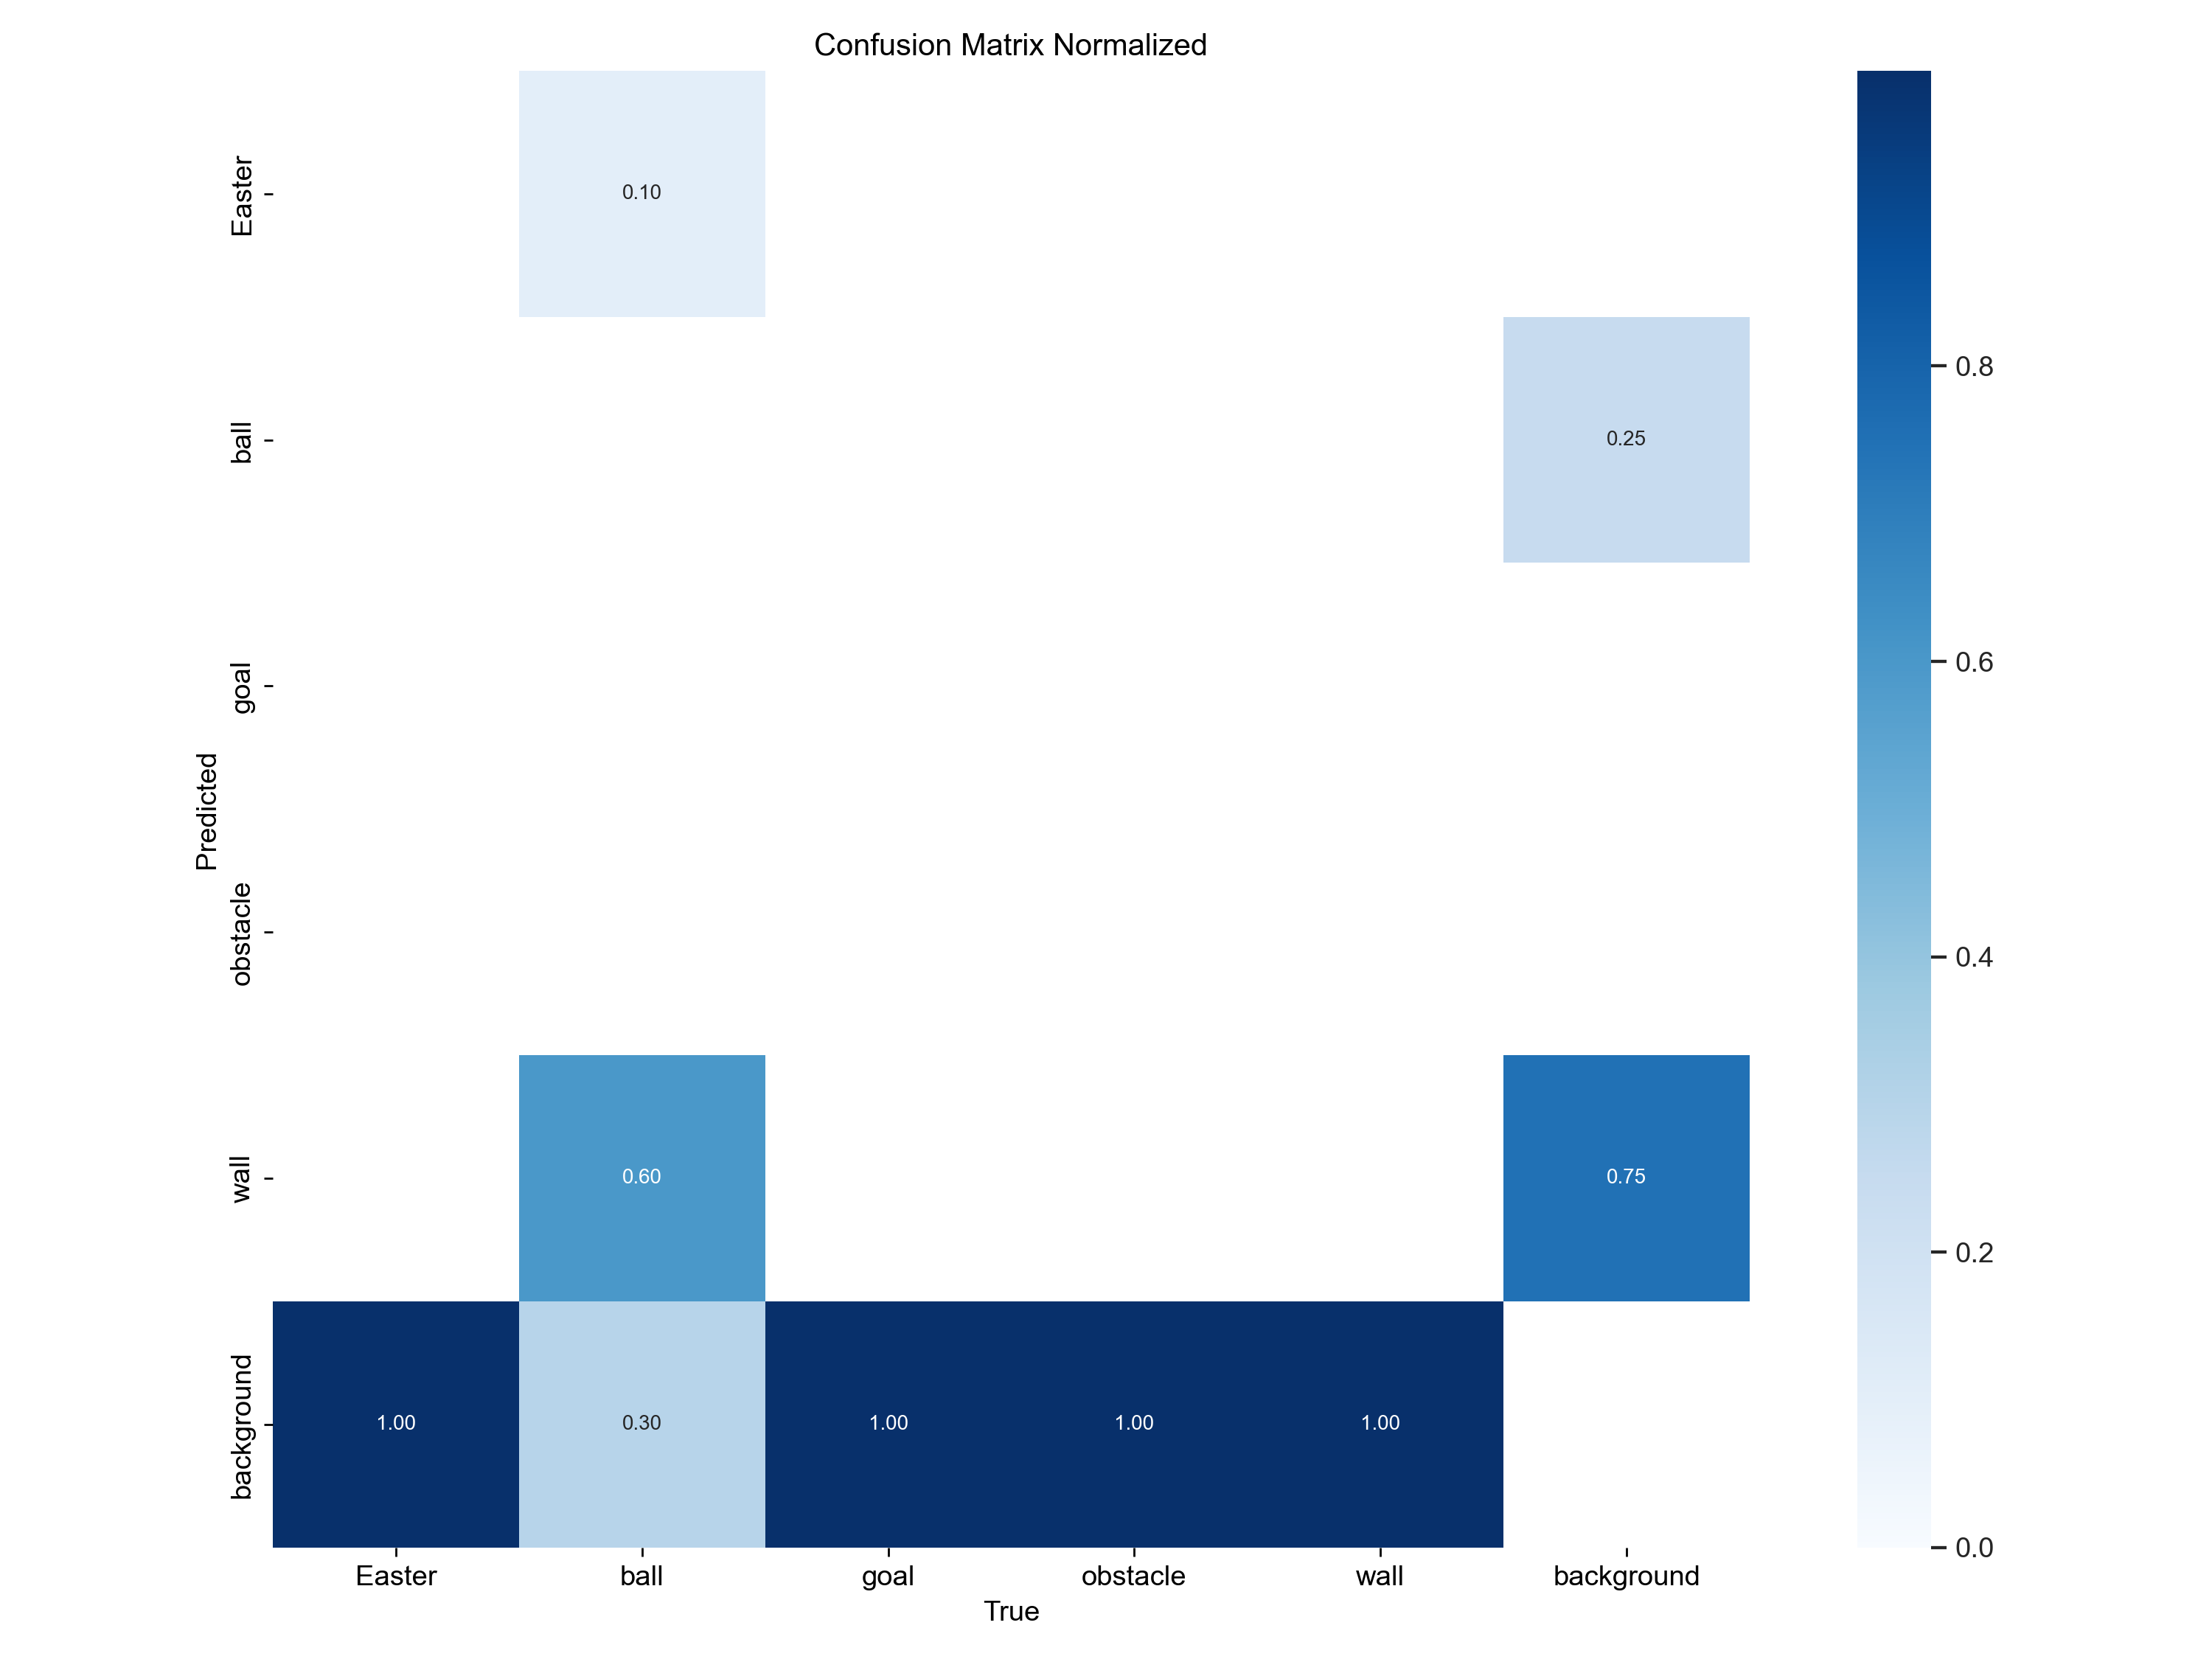 Confusion Matrix Normalized
Easter
0.10
ball
0.25
0.8
goal
0.6
Predicted
obstacle
0.4
wall
0.60
0.75
0.2
background
1.00
0.30
1.00
1.00
1.00
0.0
Easter
ball
goal
obstacle
wall
background
True